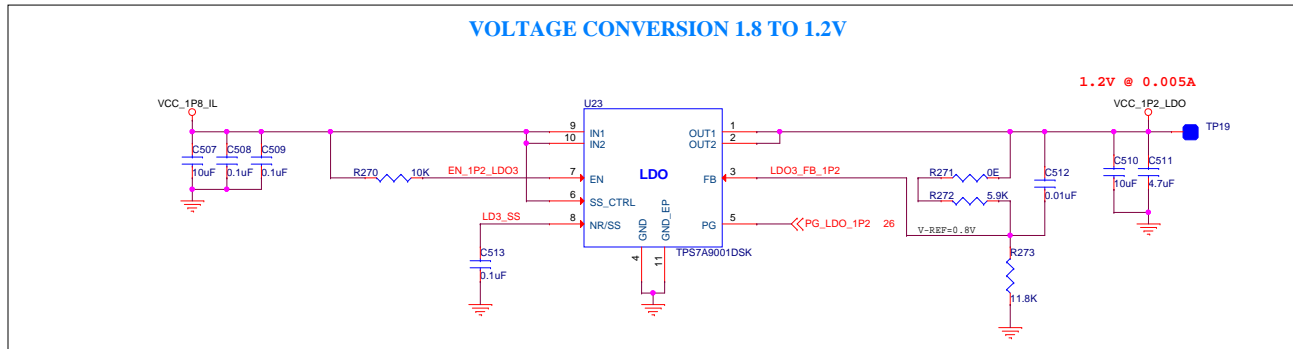 VOLTAGE CONVERSION 1.8 TO 1.2V
1.2V @ 0.005A
VCC_1P8_IL
U23
VCC_1P2_LDO
TP19
9
IN1
OUT1
1
10
IN2
OUT2
2
C507
10uF
C508
0.1uF
C509
0.1uF
R270
10K
EN_1P2_LDO3
7
EN
LDO
FB
3
LDO3_FB_1P2
R271
0E
C512
0.01uF
C510
10uF
C511
4.7uF
R272
5.9K
6
SS_CTRL
LD3_SS
8
NR/SS
GND
GND_EP
PG
5
PG_LDO_1P2
26
V-REF=0.8V
4
11
TPS7A9001DSK
C513
0.1uF
R273
11.8K